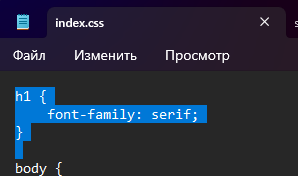 index.css
Файл Изменить Просмотр
h1 {
    font-family: serif;
}
body {